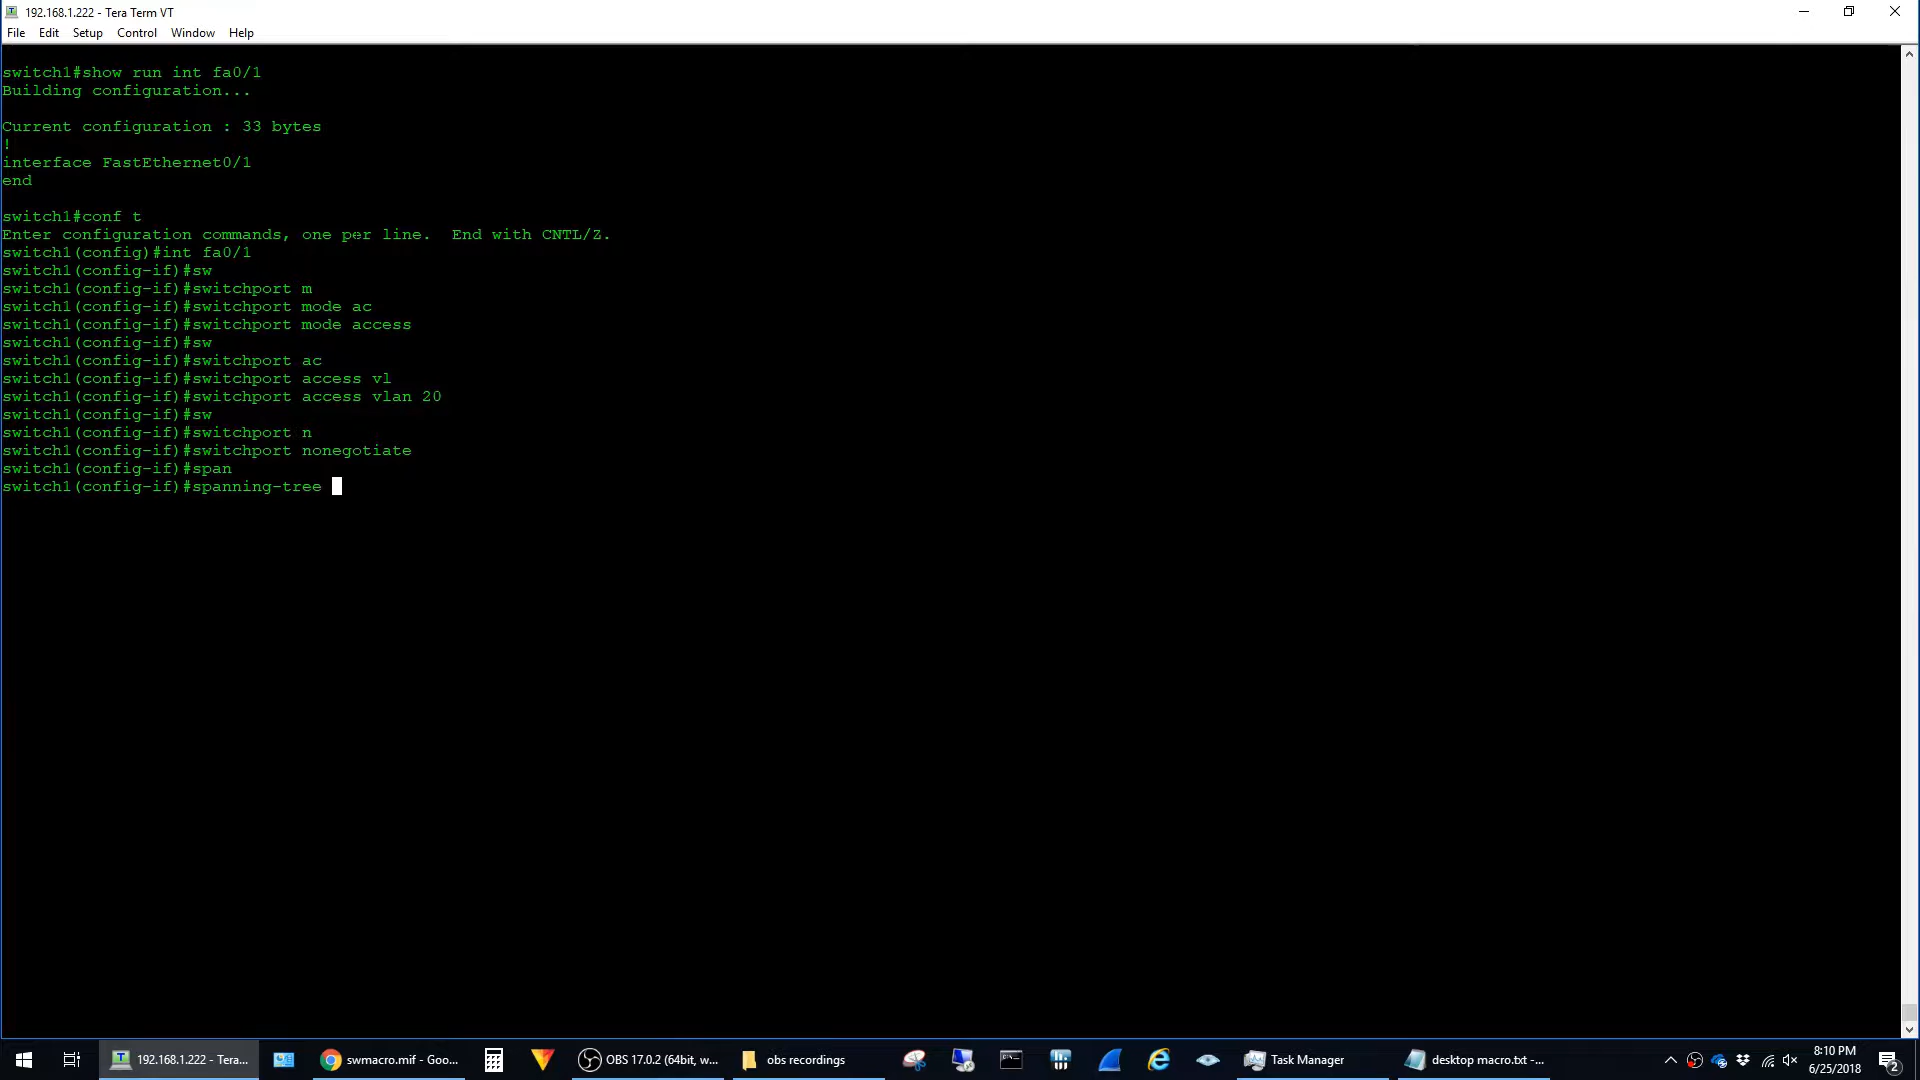 192.168.1.222 - Tera Term VT
File Edit Setup Control Window Help
switch1#show run int fa0/1
Building configuration...
Current configuration : 33 bytes
!
interface FastEthernet0/1
end
switch1#conf t
Enter configuration commands, one per line.  End with CNTL/Z.
switch1(config)#int fa0/1
switch1(config-if)#sw
switch1(config-if)#switchport m
switch1(config-if)#switchport mode ac
switch1(config-if)#switchport mode access
switch1(config-if)#sw
switch1(config-if)#switchport ac
switch1(config-if)#switchport access vl
switch1(config-if)#switchport access vlan 20
switch1(config-if)#sw
switch1(config-if)#switchport n
switch1(config-if)#switchport nonegotiate
switch1(config-if)#span
switch1(config-if)#spanning-tree
192.168.1.222 - Tera...
swmacro.mif - Goo...
OBS 17.0.2 (64bit, w...
obs recordings
Task Manager
desktop macro.txt -...
8:10 PM
6/25/2018
2